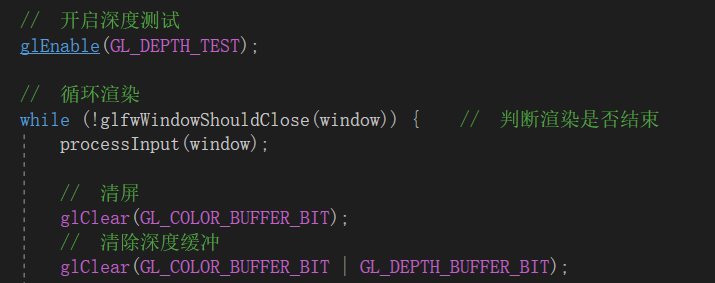 // 开启深度测试
glEnable(GL_DEPTH_TEST);
// 循环渲染
while (!glfwWindowShouldClose(window)) {    // 判断渲染是否结束
processInput(window);
// 清屏
glClear(GL_COLOR_BUFFER_BIT);
// 清除深度缓冲
glClear(GL_COLOR_BUFFER_BIT | GL_DEPTH_BUFFER_BIT);